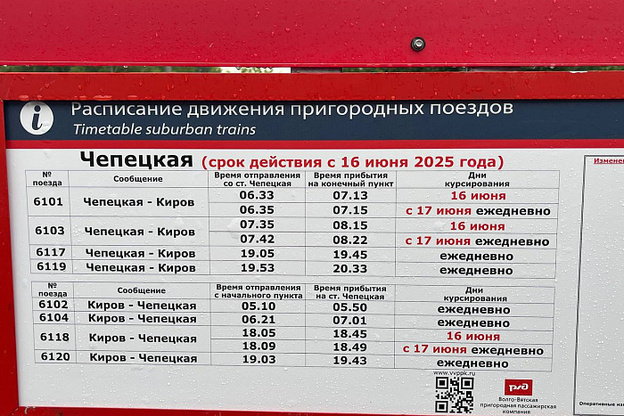 i Расписание движения пригородных поездов
Timetable suburban trains
Чепецкая (срок действия с 16 июня 2025 года)
№ поезда Сообщение Время отправления со ст. Чепецкая Время прибытия на конечный пункт Дни курсирования
6101 Чепецкая - Киров 06.33 07.13 16 июня
06.35 07.15 с 17 июня ежедневно
6103 Чепецкая - Киров 07.35 08.15 16 июня
07.42 08.22 с 17 июня ежедневно
6117 Чепецкая - Киров 19.05 19.45 ежедневно
6119 Чепецкая - Киров 19.53 20.33 ежедневно
№ поезда Сообщение Время отправления с начального пункта Время прибытия на ст. Чепецкая Дни курсирования
6102 Киров - Чепецкая 05.10 05.50 ежедневно
6104 Киров - Чепецкая 06.21 07.01 ежедневно
6118 Киров - Чепецкая 18.05 18.45 16 июня
18.09 18.49 с 17 июня ежедневно
6120 Киров - Чепецкая 19.03 19.43 ежедневно
www.vvppk.ru
РЖД
Волго-Вятская
пригородная пассажирская
компания